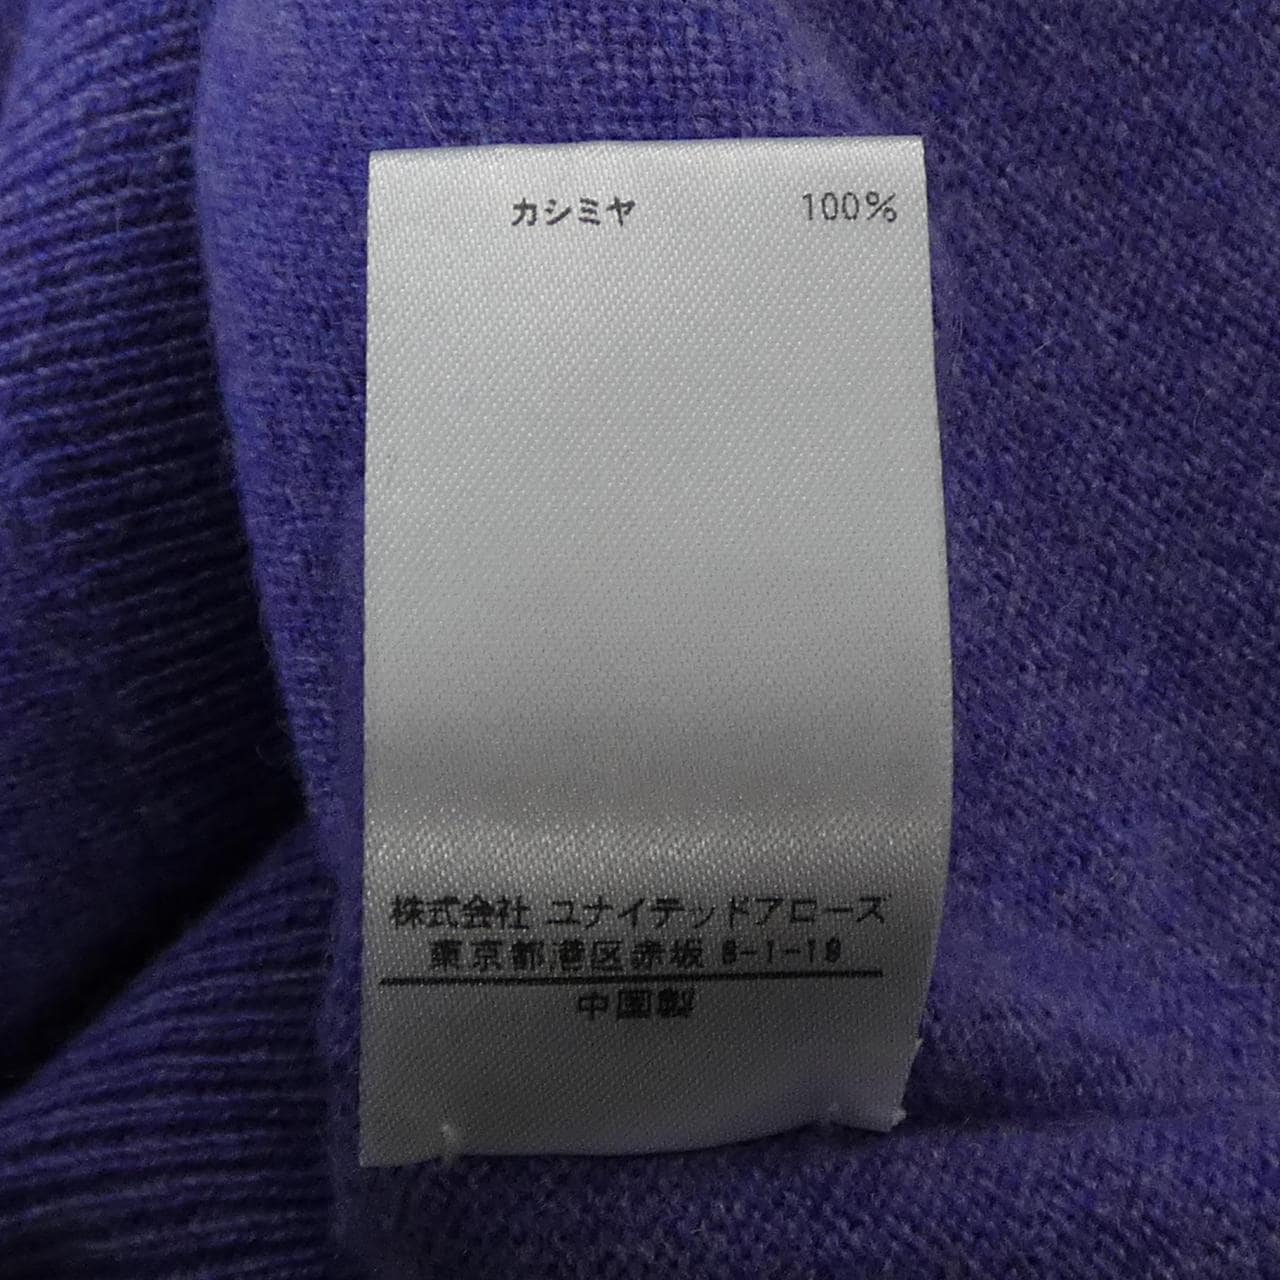 カシミヤ 100%
株式会社 ユナイテッドアローズ
東京都港区赤坂 8-1-19
中国製